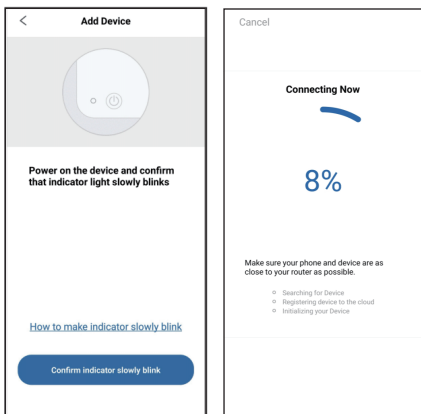 Add Device
Power on the device and confirm
that indicator light slowly blinks
How to make indicator slowly blink
Confirm indicator slowly blink
Cancel
Connecting Now
8%
Make sure your phone and device are as
close to your router as possible.
Searching for Device
Registering device to the cloud
Initializing your Device